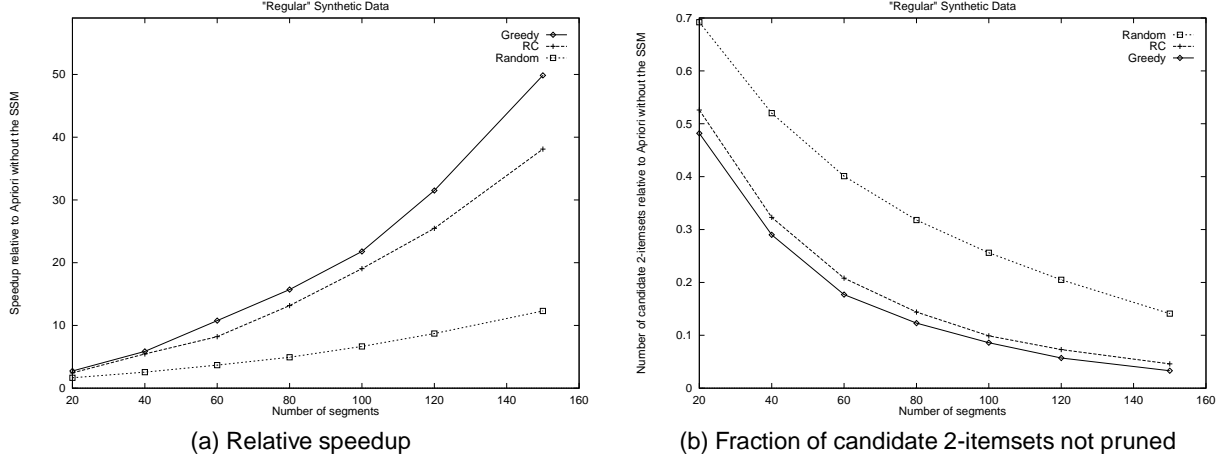 "Regular" Synthetic Data
Speedup relative to Apriori without the SSM
Greedy
RC
Random
50
40
30
20
10
0
20 40 60 80 100 120 140 160
Number of segments
(a) Relative speedup
"Regular" Synthetic Data
Number of candidate 2-itemsets relative to Apriori without the SSM
Random
RC
Greedy
0.7
0.6
0.5
0.4
0.3
0.2
0.1
0
20 40 60 80 100 120 140 160
Number of segments
(b) Fraction of candidate 2-itemsets not pruned